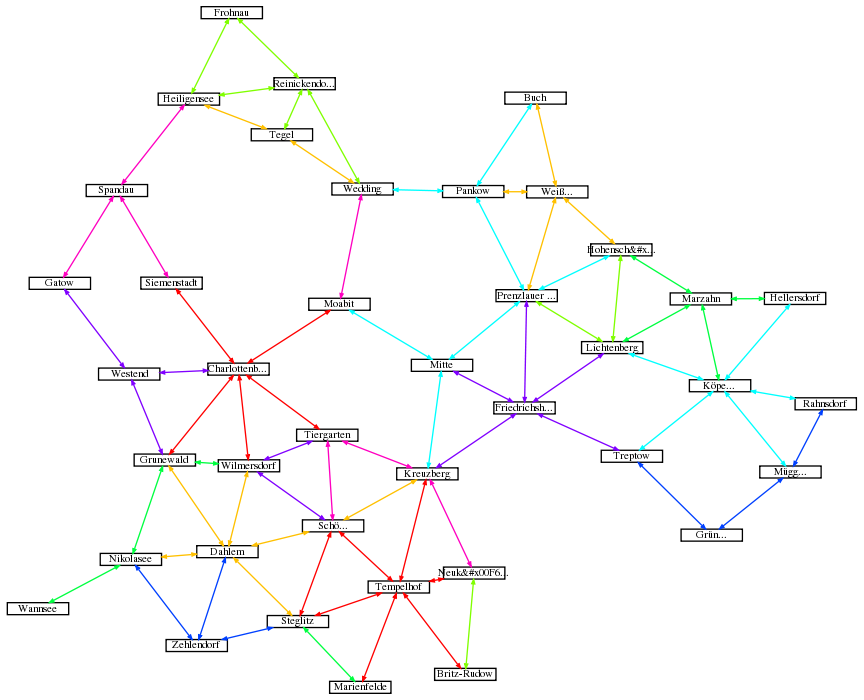 Frohnau
Reinickendo...
Heiligensee
Buch
Tegel
Spandau
Wedding
Pankow
Weiß...
Hohensch&#x...
Gatow
Siemenstadt
Moabit
Prenzlauer ...
Marzahn
Hellersdorf
Lichtenberg
Westend
Charlottenb...
Mitte
Köpe...
Friedrichsh...
Rahnsdorf
Tiergarten
Grunewald
Wilmersdorf
Kreuzberg
Treptow
Mügg...
Schö...
Grün...
Nikolasee
Dahlem
Neuk&#x00F6...
Tempelhof
Wannsee
Steglitz
Zehlendorf
Britz-Rudow
Marienfelde